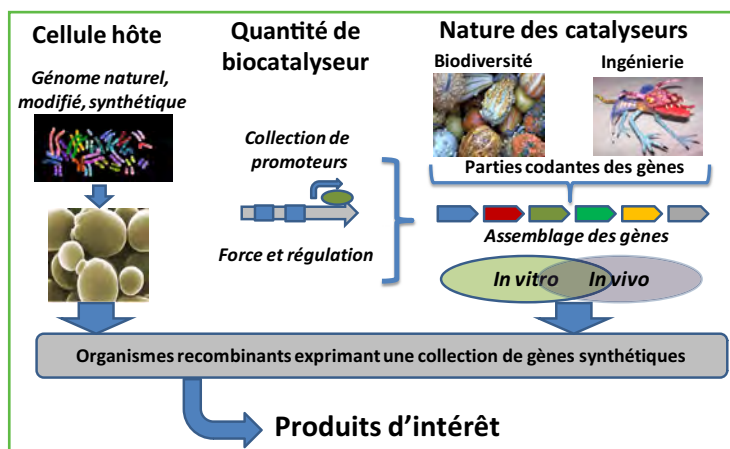 Cellule hôte
Génome naturel,
modifié, synthétique
Quantité de
biocatalyseur
Collection de
promoteurs
Force et régulation
Nature des catalyseurs
Biodiversité
Ingénierie
Parties codantes des gènes
Assemblage des gènes
In vitro
In vivo
Organismes recombinants exprimant une collection de gènes synthétiques
Produits d’intérêt